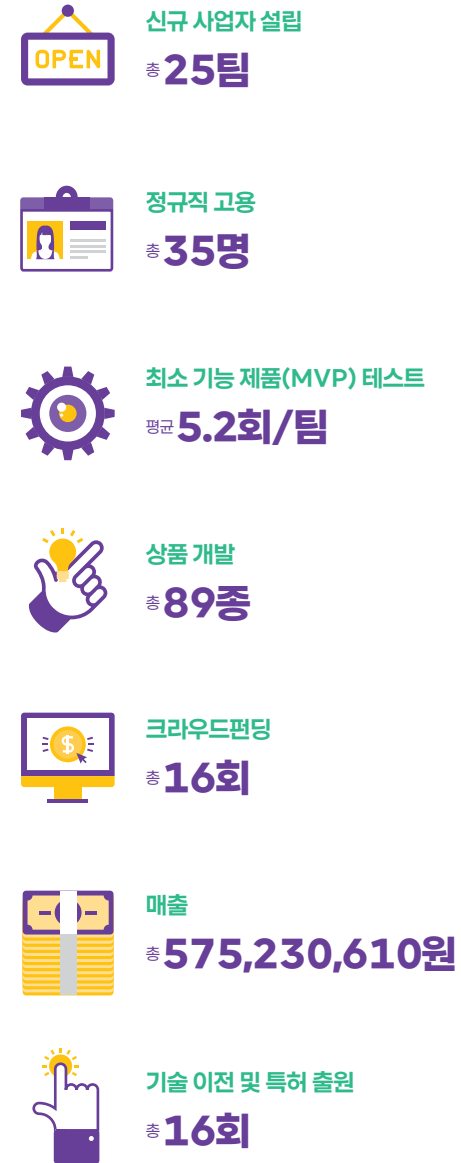 신규 사업자 설립
OPEN
총 25팀
정규직 고용
총 35명
최소 기능 제품(MVP) 테스트
평균 5.2회/팀
상품 개발
총 89종
크라우드펀딩
$
총 16회
매출
총 575,230,610원
기술 이전 및 특허 출원
총 16회